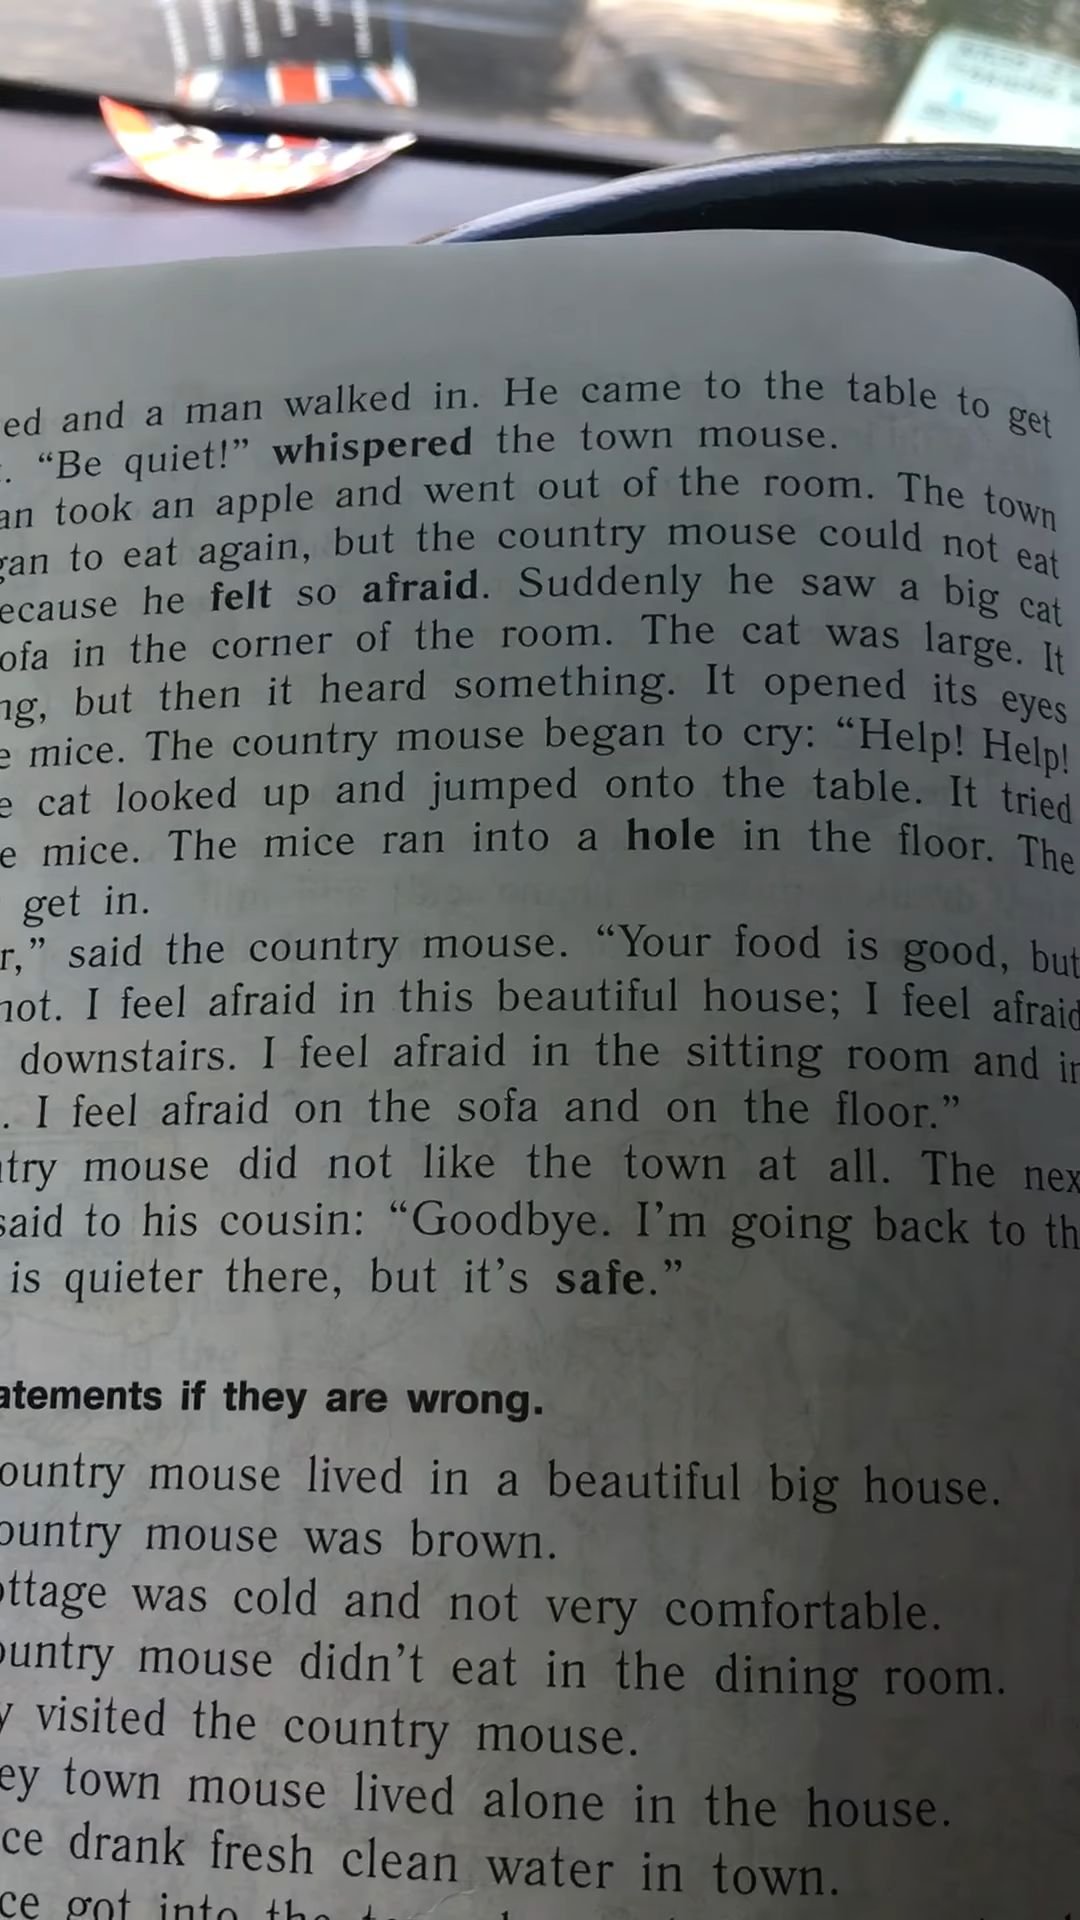 ed and a man walked in. He came to the table to get
. "Be quiet!" whispered the town mouse.
an took an apple and went out of the room. The town
gan to eat again, but the country mouse could not eat
ecause he felt so afraid. Suddenly he saw a big cat
ofa in the corner of the room. The cat was large. It
ng, but then it heard something. It opened its eyes
e mice. The country mouse began to cry: "Help! Help!
e cat looked up and jumped onto the table. It tried
e mice. The mice ran into a hole in the floor. The
get in.
r," said the country mouse. "Your food is good, but
not. I feel afraid in this beautiful house; I feel afraid
downstairs. I feel afraid in the sitting room and in
. I feel afraid on the sofa and on the floor."
ntry mouse did not like the town at all. The nex
said to his cousin: "Goodbye. I'm going back to th
is quieter there, but it's safe."
atements if they are wrong.
ountry mouse lived in a beautiful big house.
ountry mouse was brown.
ottage was cold and not very comfortable.
ountry mouse didn't eat in the dining room.
y visited the country mouse.
ey town mouse lived alone in the house.
ce drank fresh clean water in town.
ce got into the